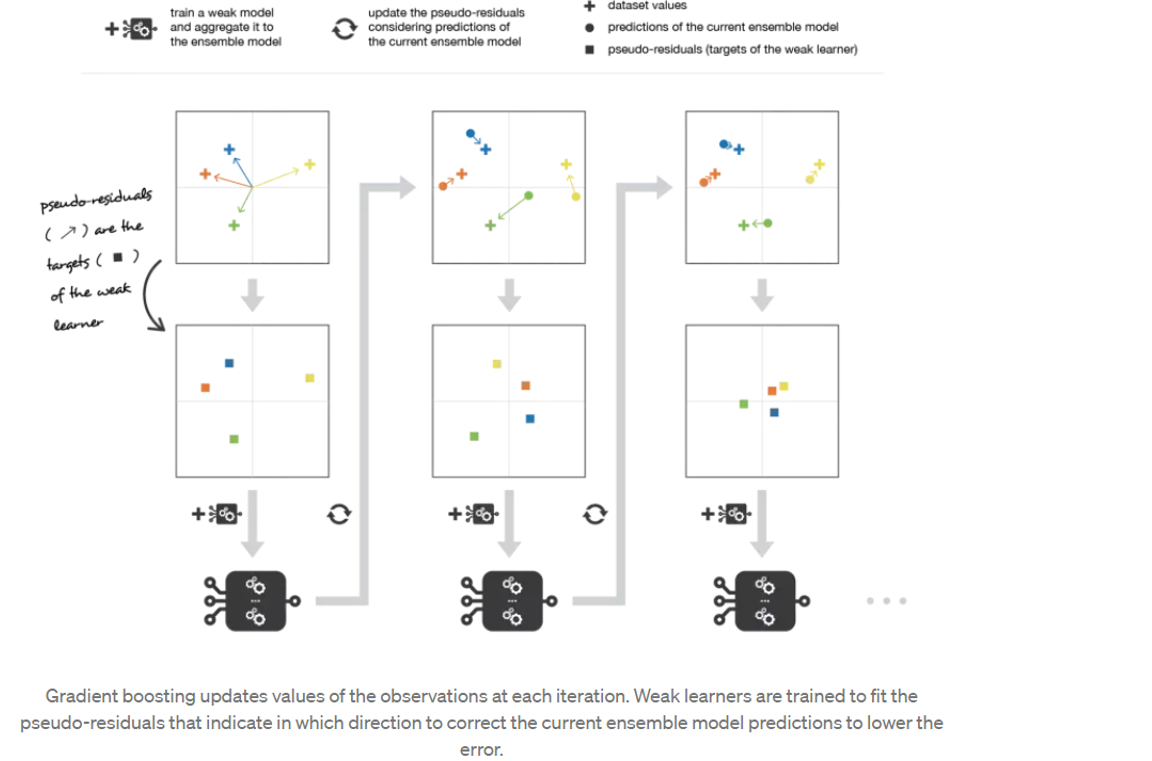 train a weak model
and aggregate it to
the ensemble model
update the pseudo-residuals
considering predictions of
the current ensemble model
dataset values
predictions of the current ensemble model
pseudo-residuals (targets of the weak learner)
pseudo-residuals
( ↗ ) are the
targets ( ■ )
of the weak
learner
Gradient boosting updates values of the observations at each iteration. Weak learners are trained to fit the
pseudo-residuals that indicate in which direction to correct the current ensemble model predictions to lower the
error.